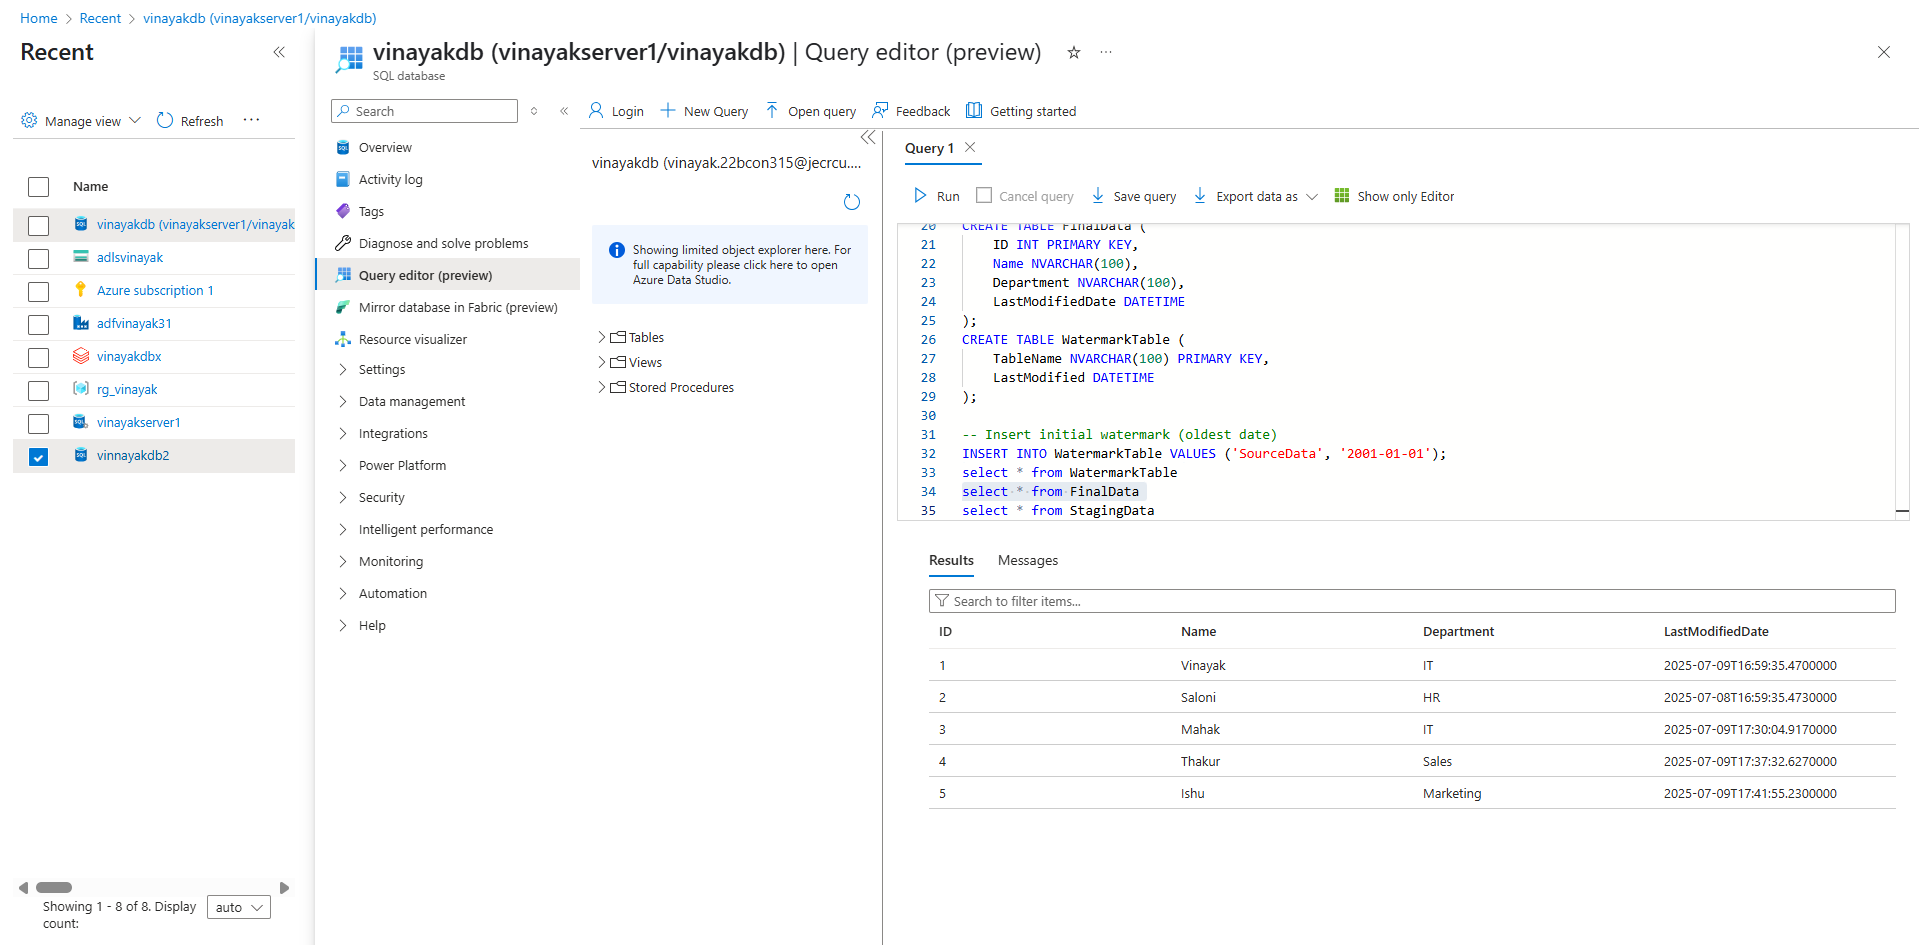 Home > Recent > vinayakdb (vinayakserver1/vinayakdb)
Recent
Manage view
Refresh
Name
vinayakdb (vinayakserver1/vinayak
adlsvinayak
Azure subscription 1
adfvinayak31
vinayakdbx
rg_vinayak
vinayakserver1
vinnayakdb2
Showing 1 - 8 of 8. Display count:
auto
vinayakdb (vinayakserver1/vinayakdb) | Query editor (preview)
SQL database
Search
Overview
Activity log
Tags
Diagnose and solve problems
Query editor (preview)
Mirror database in Fabric (preview)
Resource visualizer
Settings
Data management
Integrations
Power Platform
Security
Intelligent performance
Monitoring
Automation
Help
Login
New Query
Open query
Feedback
Getting started
vinayakdb (vinayak.22bcon315@jecrcu....
Showing limited object explorer here. For
full capability please click here to open
Azure Data Studio.
Tables
Views
Stored Procedures
Query 1
Run
Cancel query
Save query
Export data as
Show only Editor
20 CREATE TABLE FinalData (
21 ID INT PRIMARY KEY,
22 Name NVARCHAR(100),
23 Department NVARCHAR(100),
24 LastModifiedDate DATETIME
25 );
26 CREATE TABLE WatermarkTable (
27 TableName NVARCHAR(100) PRIMARY KEY,
28 LastModified DATETIME
29 );
30
31 -- Insert initial watermark (oldest date)
32 INSERT INTO WatermarkTable VALUES ('SourceData', '2001-01-01');
33 select * from WatermarkTable
34 select * from FinalData
35 select * from StagingData
Results
Messages
Search to filter items...
ID Name Department LastModifiedDate
1 Vinayak IT 2025-07-09T16:59:35.4700000
2 Saloni HR 2025-07-08T16:59:35.4730000
3 Mahak IT 2025-07-09T17:30:04.9170000
4 Thakur Sales 2025-07-09T17:37:32.6270000
5 Ishu Marketing 2025-07-09T17:41:55.2300000